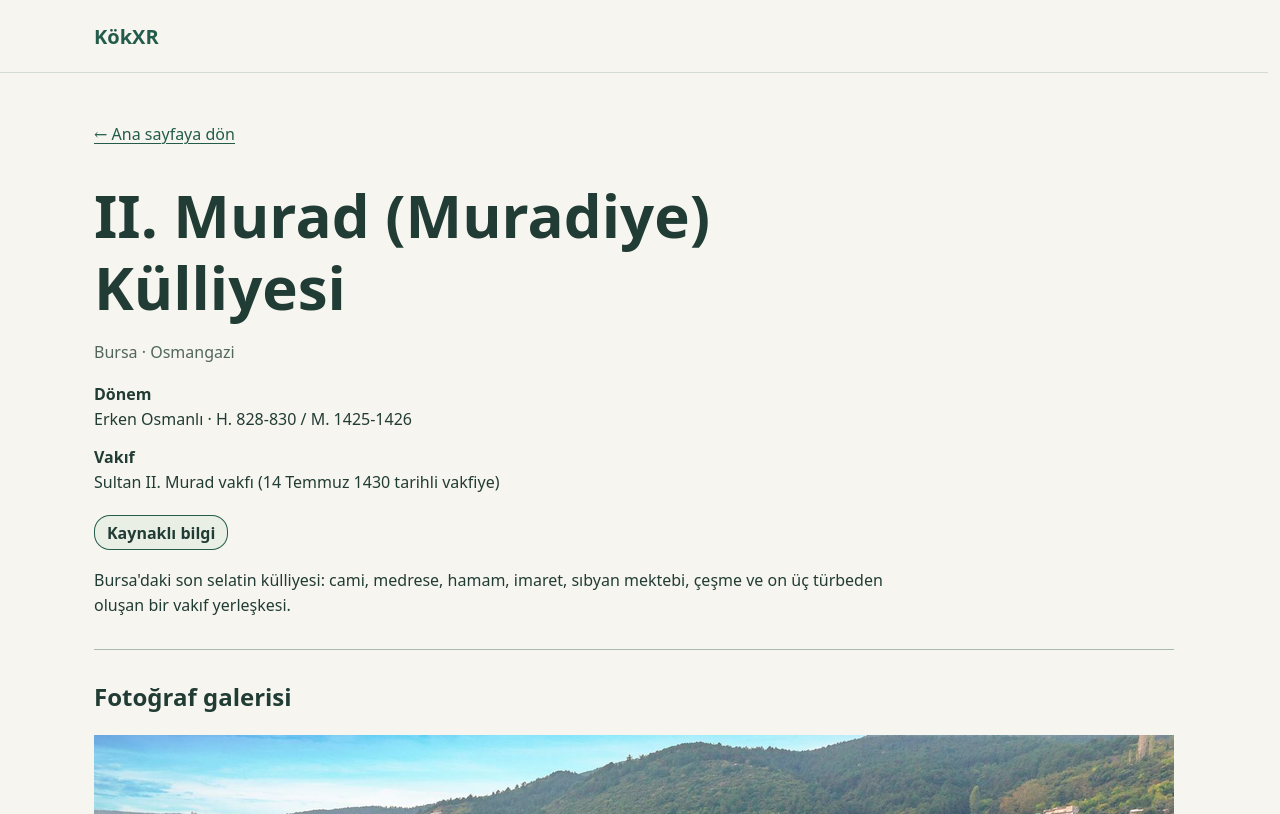 KökXR
← Ana sayfaya dön
II. Murad (Muradiye)
Külliyesi
Bursa · Osmangazi
Dönem
Erken Osmanlı · H. 828-830 / M. 1425-1426
Vakıf
Sultan II. Murad vakfı (14 Temmuz 1430 tarihli vakfiye)
Kaynaklı bilgi
Bursa'daki son selatin külliyesi: cami, medrese, hamam, imaret, sıbyan mektebi, çeşme ve on üç türbeden
oluşan bir vakıf yerleşkesi.
Fotoğraf galerisi